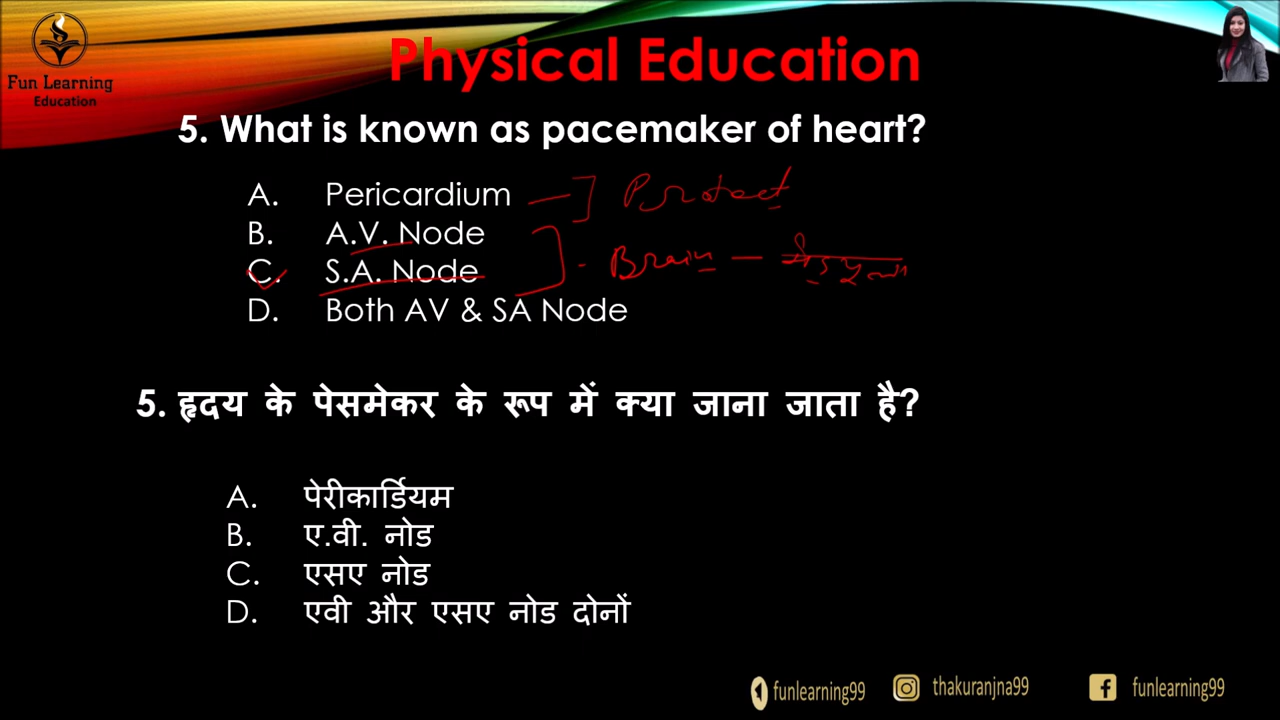 Fun Learning
Education
Physical Education
5. What is known as pacemaker of heart?
A. Pericardium
Protect
B. A.V. Node
C. S.A. Node
Brain
D. Both AV & SA Node
5. हृदय के पेसमेकर के रूप में क्या जाना जाता है?
A. पेरीकार्डियम
B. ए.वी. नोड
C. एसए नोड
D. एवी और एसए नोड दोनों
funlearning99
thakuranjna99
funlearning99